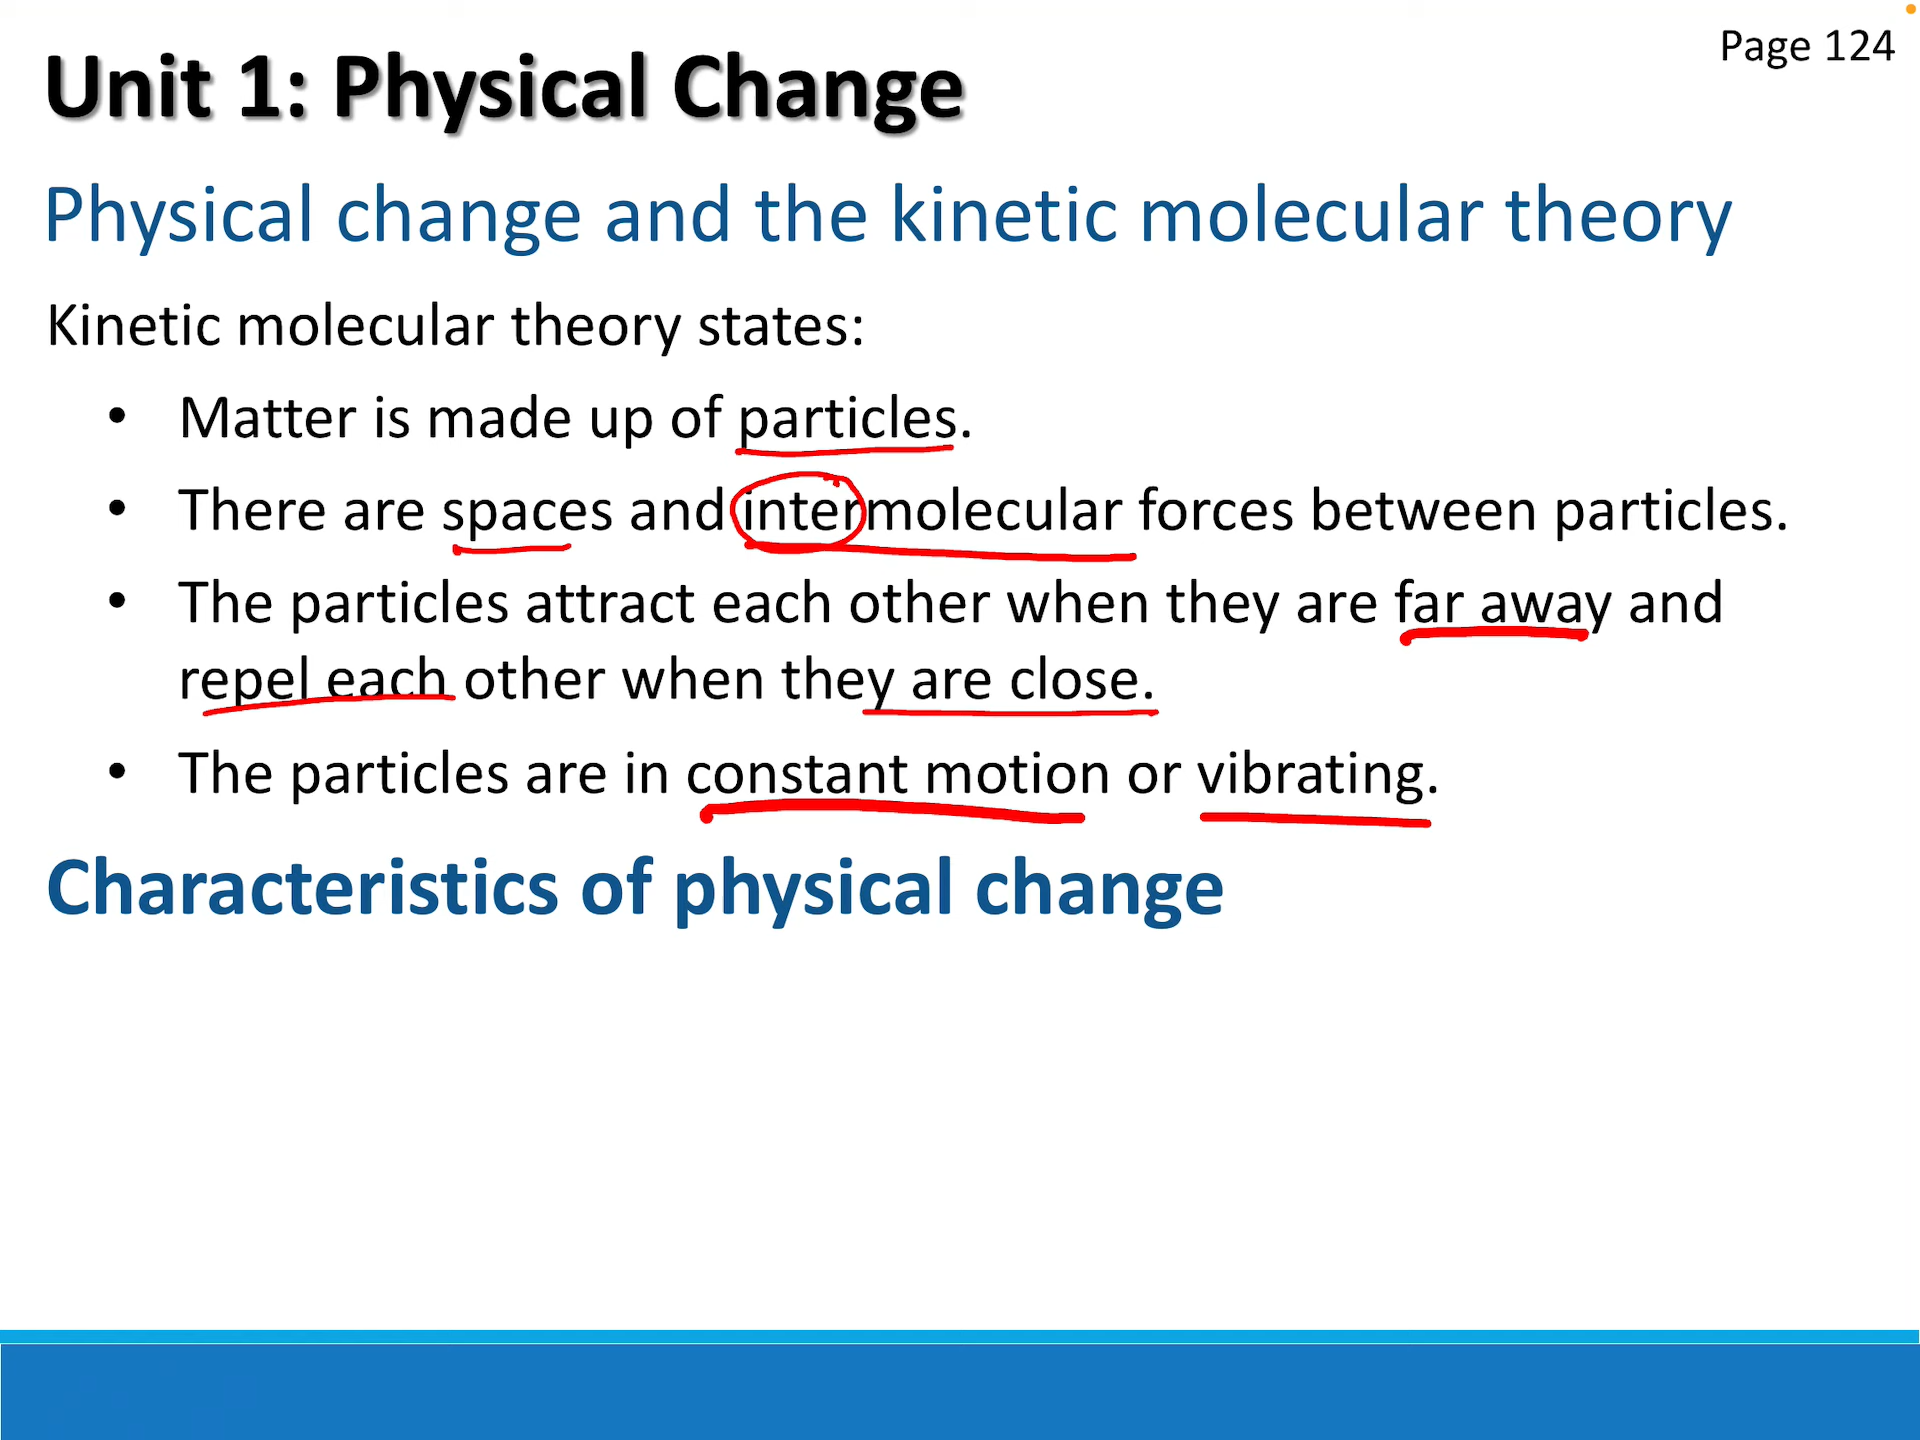 Page 124
Unit 1: Physical Change
Physical change and the kinetic molecular theory
Kinetic molecular theory states:
• Matter is made up of particles.
• There are spaces and intermolecular forces between particles.
• The particles attract each other when they are far away and
repel each other when they are close.
• The particles are in constant motion or vibrating.
Characteristics of physical change